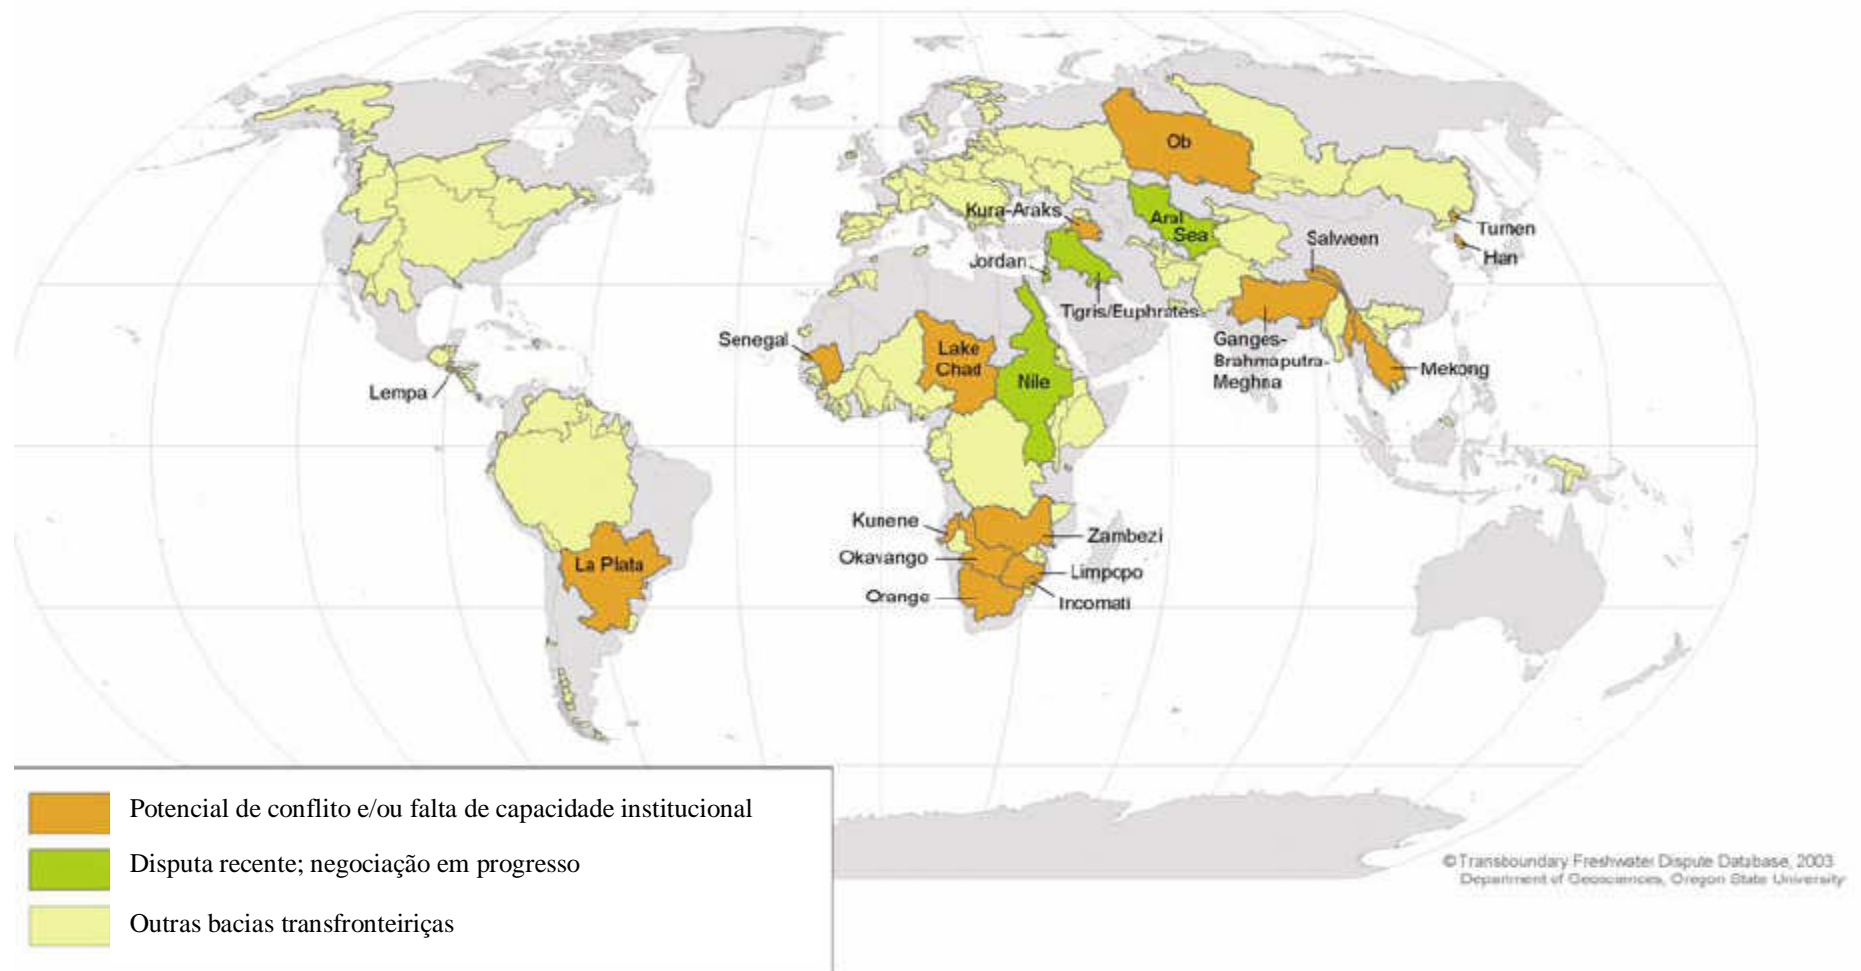 Ob
Kura-Araks
Aral
Sea
Tumen
Salween
Han
Jordan
Tigris/Euphrates
Senegal
Lake
Chad
Nile
Ganges-
Brahmaputra-
Meghna
Mekong
Lempa
La Plata
Kunene
Zambezi
Okavango
Limpopo
Orange
Incomati
Potencial de conflito e/ou falta de capacidade institucional
Disputa recente; negociação em progresso
Outras bacias transfronteiriças
©Transboundary Freshwater Dispute Database, 2003
Department of Geosciences, Oregon State University